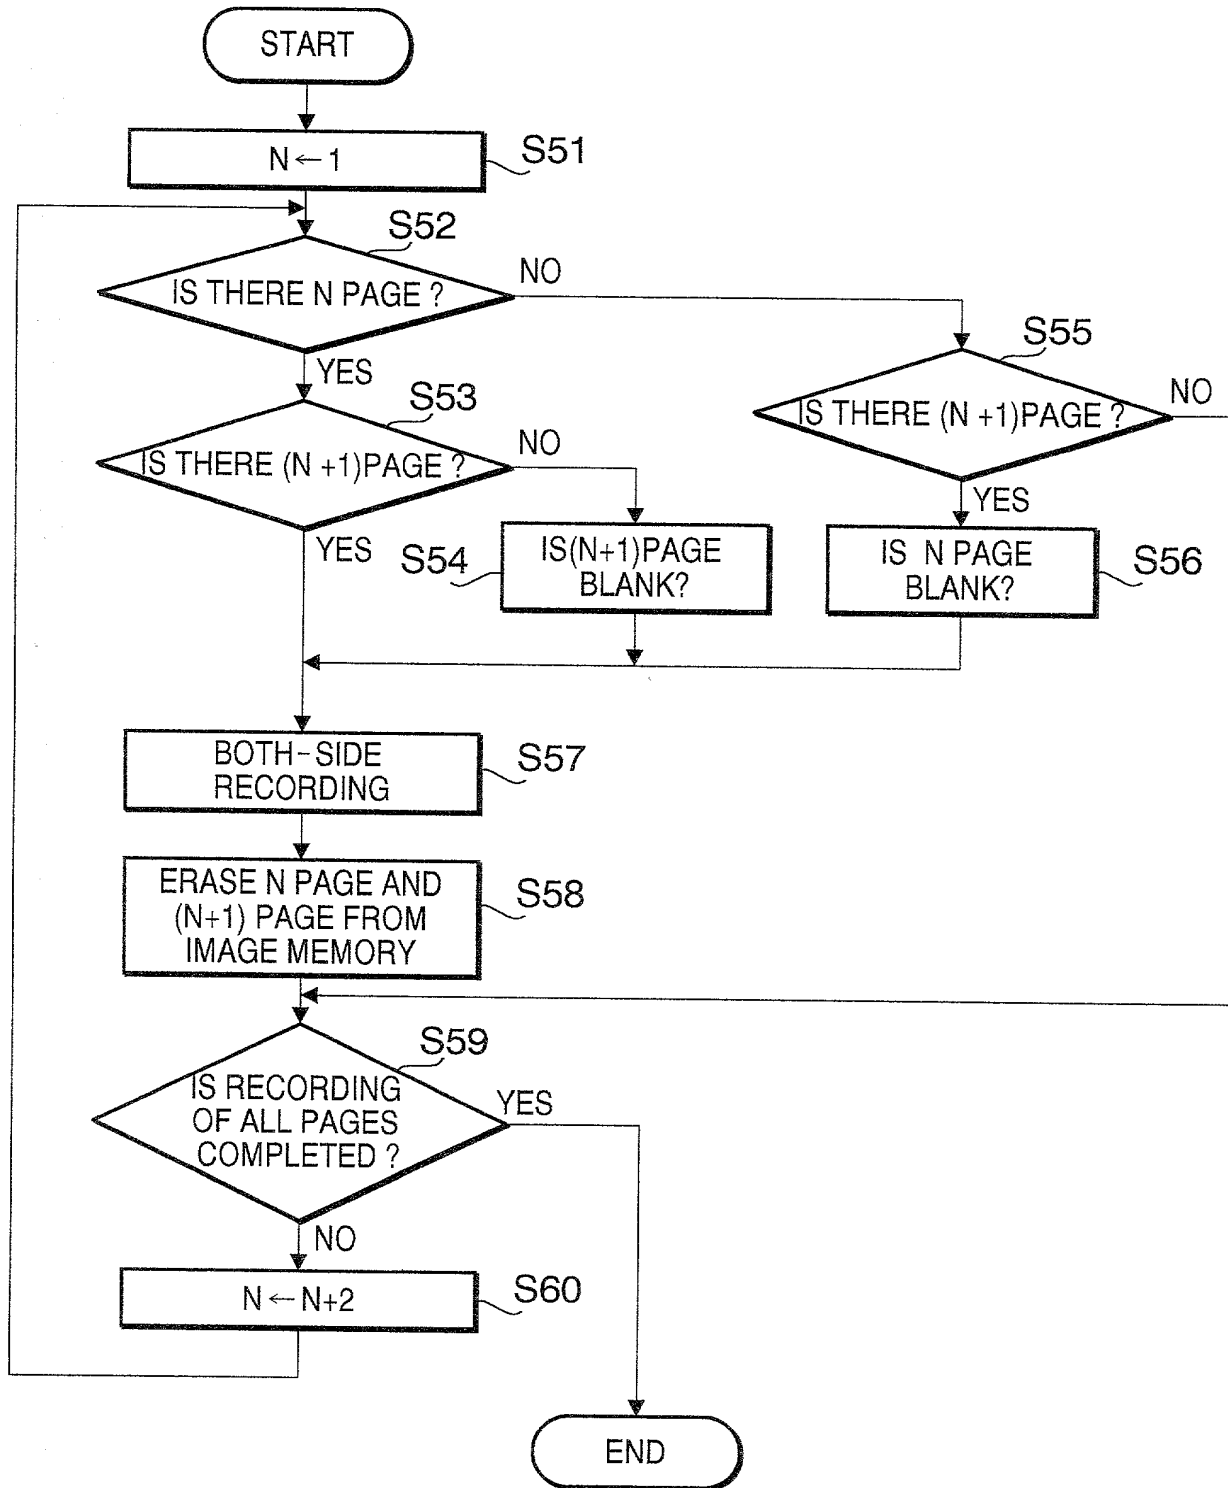 START
N←1
S51
S52
IS THERE N PAGE ?
NO
YES
S55
IS THERE (N +1)PAGE ?
NO
YES
S53
IS THERE (N +1)PAGE ?
NO
YES
S54
IS(N+1)PAGE
BLANK?
IS N PAGE
BLANK?
S56
BOTH-SIDE
RECORDING
S57
ERASE N PAGE AND
(N+1) PAGE FROM
IMAGE MEMORY
S58
S59
IS RECORDING
OF ALL PAGES
COMPLETED ?
YES
NO
N←N+2
S60
END